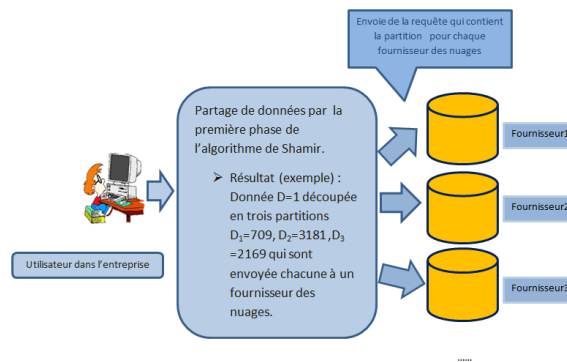 Envoie de la requête qui contient
la partition pour chaque
fournisseur des nuages
Partage de données par la
première phase de
l'algorithme de Shamir.
➢ Résultat (exemple) :
Donnée D=1 découpée
en trois partitions
D₁=709, D₂=3181,D₃
=2169 qui sont
envoyée chacune à un
fournisseur des
nuages.
Utilisateur dans l'entreprise
Fournisseur1
Fournisseur2
Fournisseur3
......